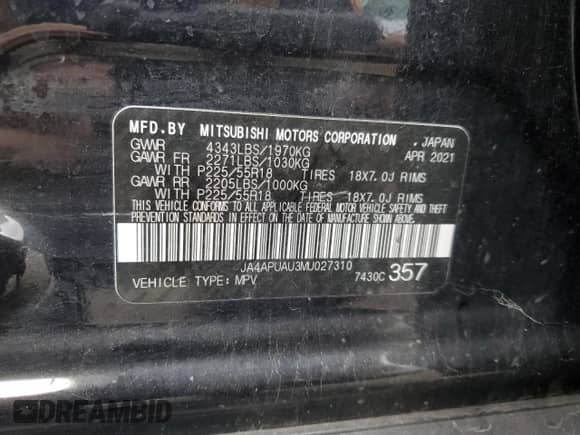 MFD.BY MITSUBISHI MOTORS CORPORATION . JAPAN
GVWR 4343LBS/1970KG APR 2021
GAWR FR 2271LBS/1030KG
WITH P225/55R18 TIRES 18X7.0J RIMS
GAWR RR 2205LBS/1000KG
WITH P225/55R18 TIRES 18X7.0J RIMS
THIS VEHICLE CONFORMS TO ALL APPLICABLE FEDERAL MOTOR VEHICLE SAFETY AND THEFT
PREVENTION STANDARDS IN EFFECT ON THE DATE OF MANUFACTURE SHOWN ABOVE.
JA4APUAU3MU027310
VEHICLE TYPE: MPV 7430C 357
DREAMBID